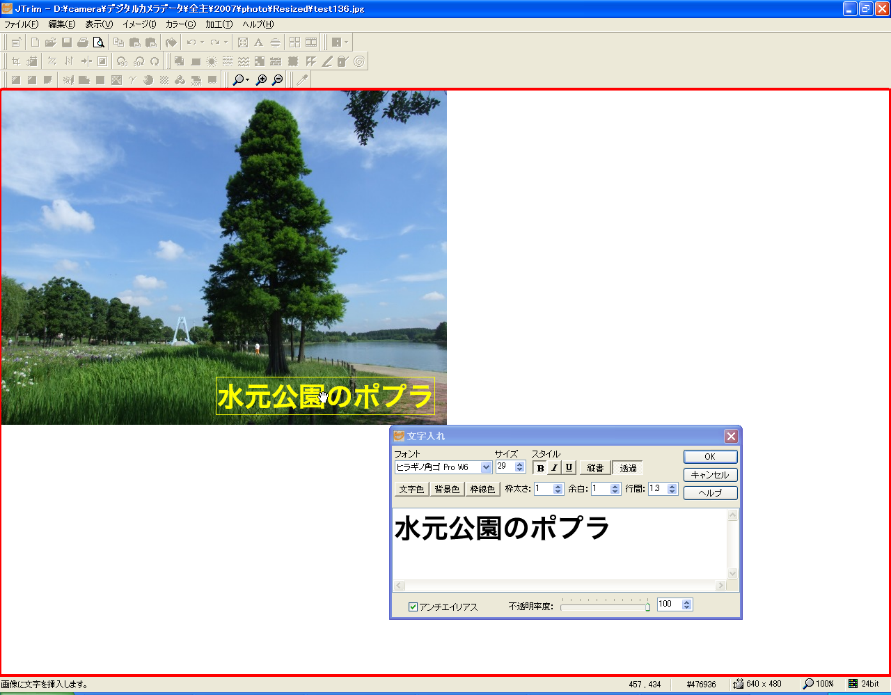 JTrim - D:¥camera¥デジタルカメラデータ¥全主¥2007¥photo¥Resized¥test136.jpg
ファイル(F) 編集(E) 表示(V) イメージ(I) カラー(C) 加工(T) ヘルプ(H)
水元公園のポプラ
文字入れ
フォント サイズ スタイル
ヒラギノ角ゴ Pro W6 29 B I U 縦書 透過 OK
キャンセル
文字色 背景色 枠線色 枠太さ: 1 余白: 1 行間: 1.3 ヘルプ
水元公園のポプラ
アンチエイリアス 不透明率度: 100
画像に文字を挿入します。 457 , 434 #476936 640 x 480 100% 24bit